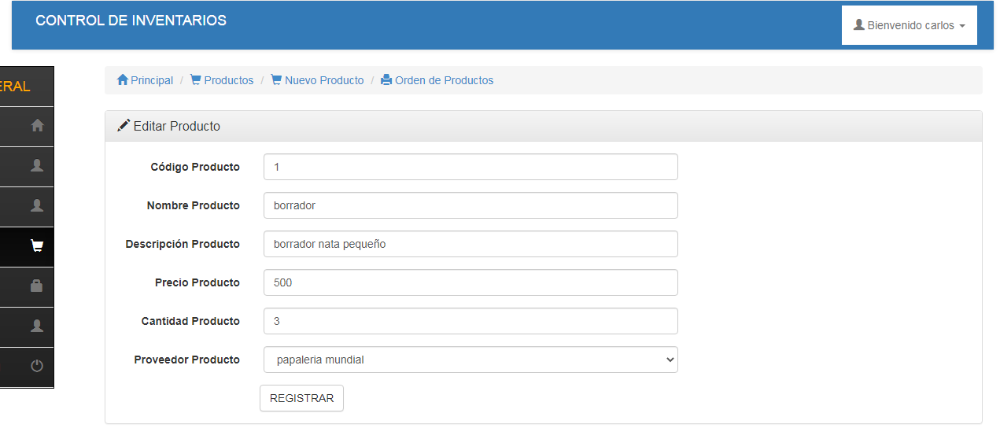 CONTROL DE INVENTARIOS
Bienvenido carlos
ERAL
Principal / Productos / Nuevo Producto / Orden de Productos
Editar Producto
Código Producto 1
Nombre Producto borrador
Descripción Producto borrador nata pequeño
Precio Producto 500
Cantidad Producto 3
Proveedor Producto papaleria mundial
REGISTRAR